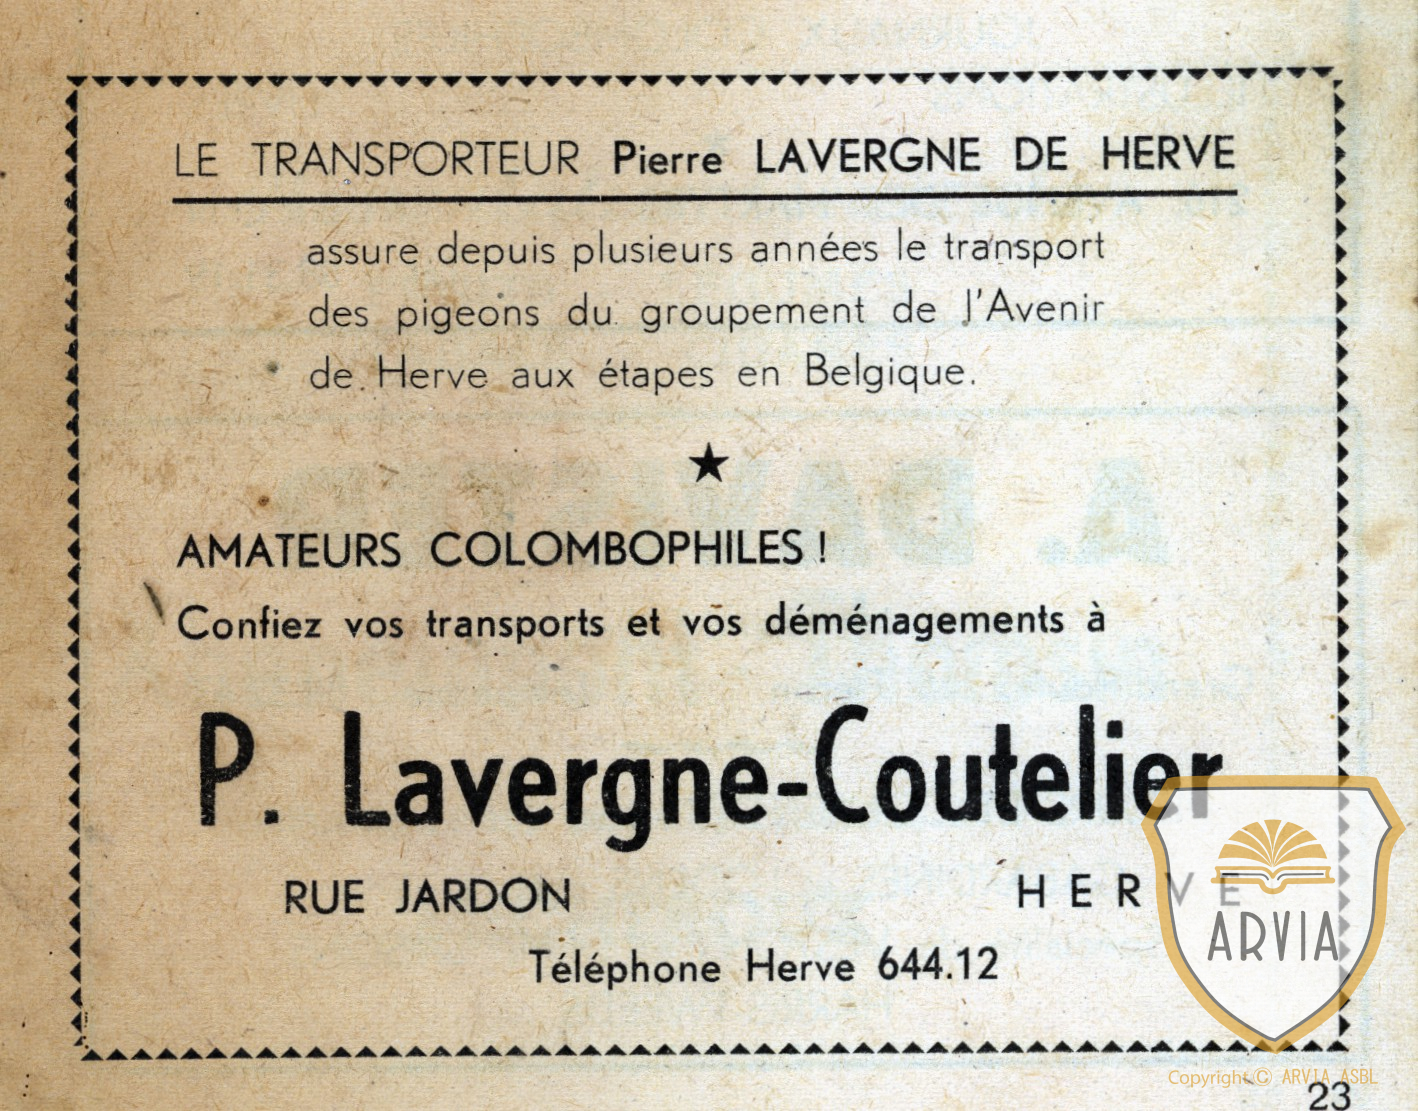 LE TRANSPORTEUR Pierre LAVERGNE DE HERVE
assure depuis plusieurs années le transport
des pigeons du groupement de l'Avenir
de Herve aux étapes en Belgique.
AMATEURS COLOMBOPHILES !
Confiez vos transports et vos déménagements à
P. Lavergne-Coutelier
RUE JARDON HERVE
Téléphone Herve 644.12
ARVIA
Copyright © ARVIA ASBL
23